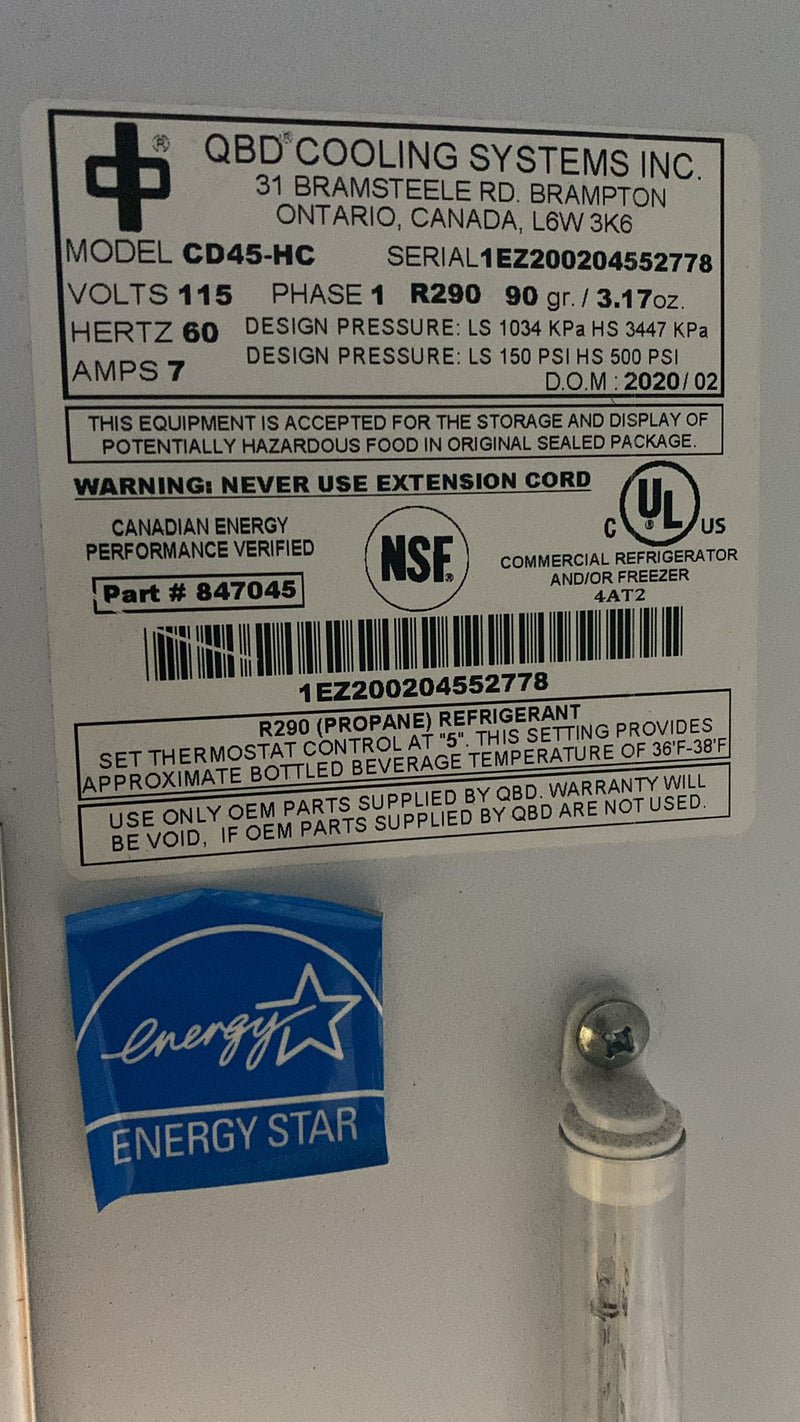 QBD® COOLING SYSTEMS INC.
31 BRAMSTEELE RD. BRAMPTON
ONTARIO, CANADA, L6W 3K6
MODEL CD45-HC SERIAL 1EZ200204552778
VOLTS 115 PHASE 1 R290 90 gr. / 3.17oz.
HERTZ 60 DESIGN PRESSURE: LS 1034 KPa HS 3447 KPa
AMPS 7 DESIGN PRESSURE: LS 150 PSI HS 500 PSI
D.O.M : 2020/ 02
THIS EQUIPMENT IS ACCEPTED FOR THE STORAGE AND DISPLAY OF
POTENTIALLY HAZARDOUS FOOD IN ORIGINAL SEALED PACKAGE.
WARNING: NEVER USE EXTENSION CORD
CANADIAN ENERGY
PERFORMANCE VERIFIED
Part # 847045
NSF®
C UL® US
COMMERCIAL REFRIGERATOR
AND/OR FREEZER
4AT2
1EZ200204552778
R290 (PROPANE) REFRIGERANT
SET THERMOSTAT CONTROL AT "5". THIS SETTING PROVIDES
APPROXIMATE BOTTLED BEVERAGE TEMPERATURE OF 36'F-38'F
USE ONLY OEM PARTS SUPPLIED BY QBD. WARRANTY WILL
BE VOID, IF OEM PARTS SUPPLIED BY QBD ARE NOT USED.
energy
ENERGY STAR